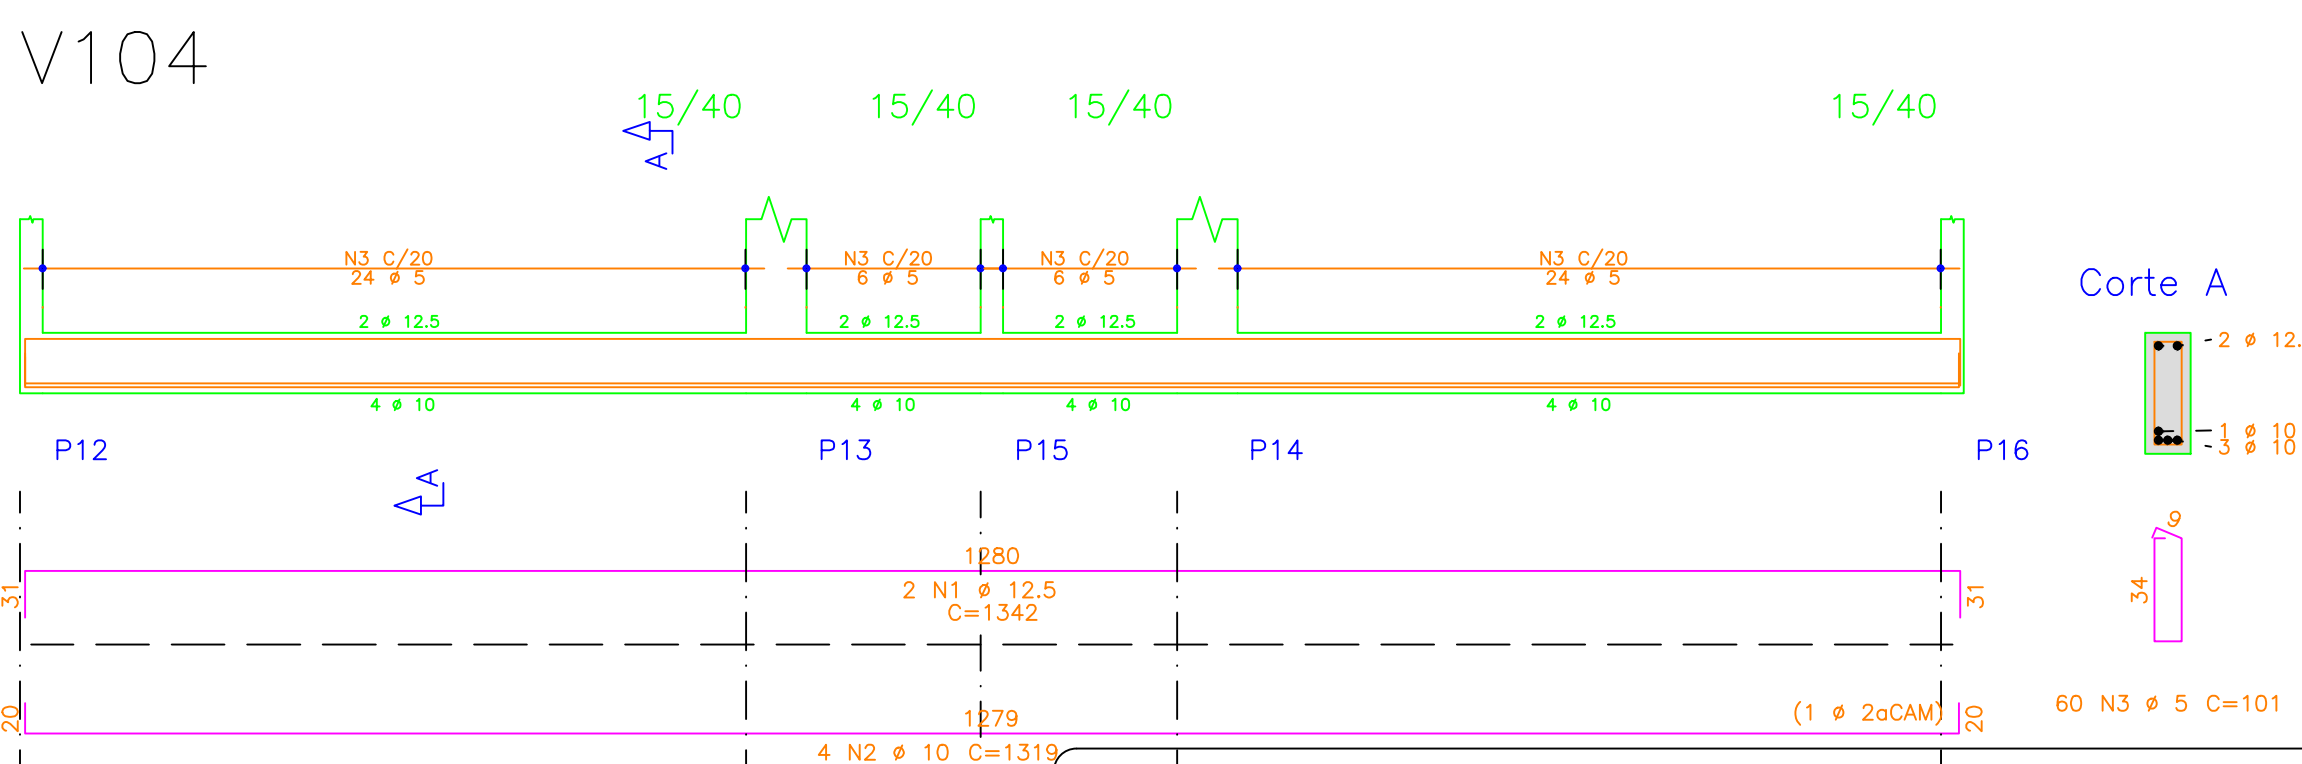 V104
15/40 15/40 15/40 15/40
A
N3 C/20 N3 C/20 N3 C/20 N3 C/20
24 ø 5 6 ø 5 6 ø 5 24 ø 5
Corte A
2 ø 12.5 2 ø 12.5 2 ø 12.5 2 ø 12.5
2 ø 12.
4 ø 10 4 ø 10 4 ø 10 4 ø 10
1 ø 10
3 ø 10
P12 P13 P15 P14 P16
A
9
1280
31 2 N1 ø 12.5 31
C=1342
34
20 1279 (1 ø 2aCAM) 20
60 N3 ø 5 C=101
4 N2 ø 10 C=1319